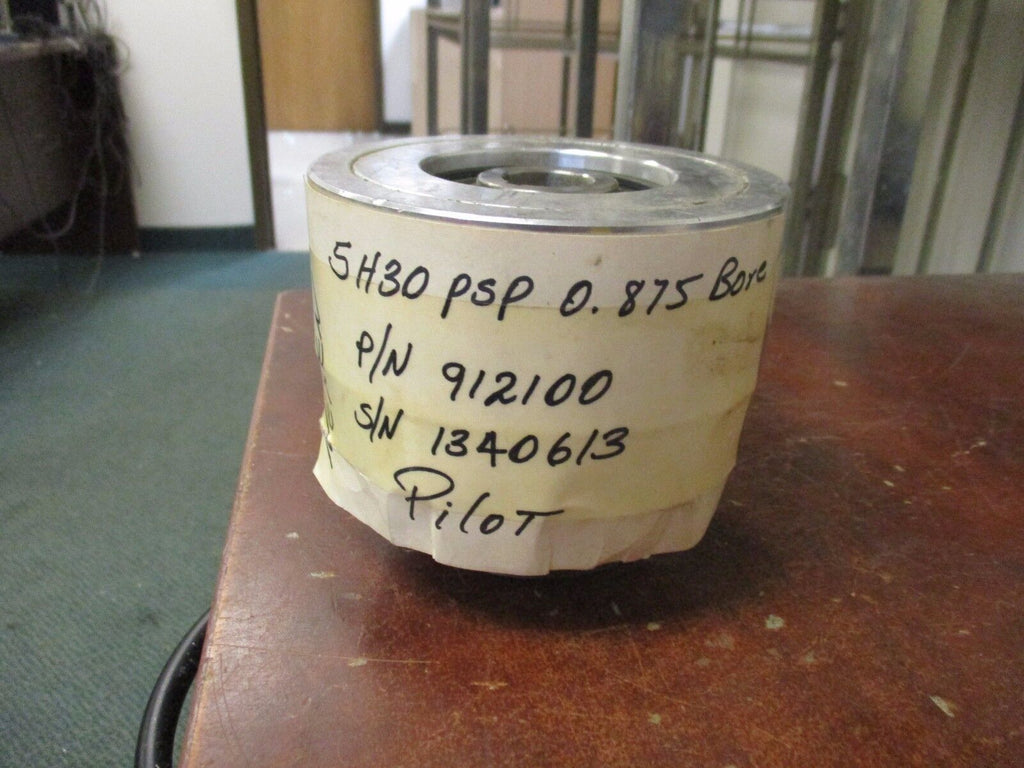 5H30 PSP 0.875 Bore
P/N 912100
S/N 1340613
Pilot